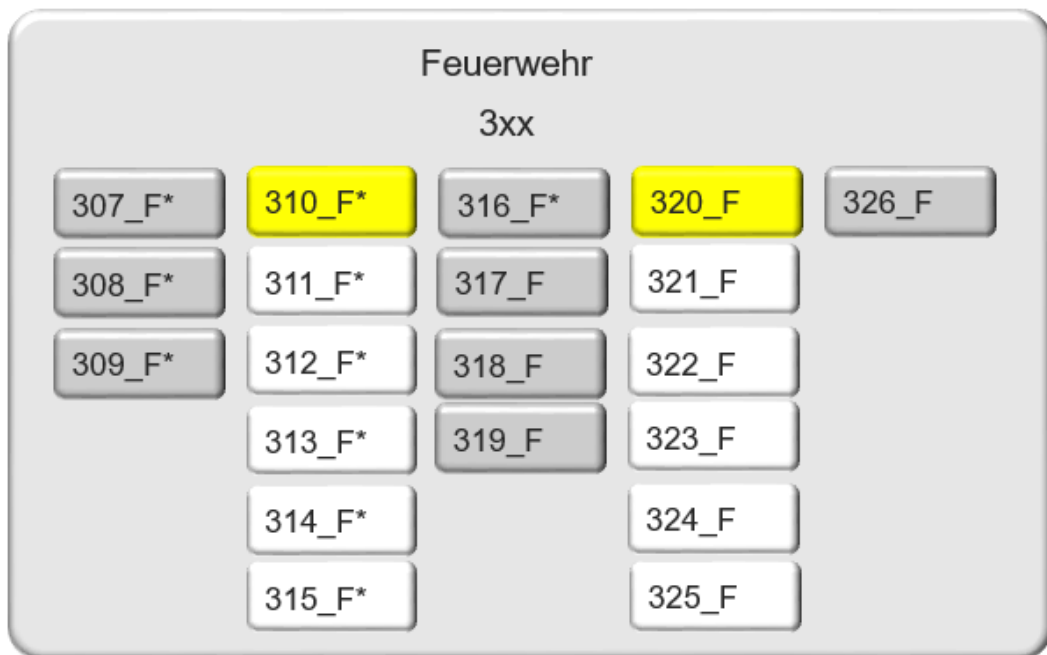 Feuerwehr
3xx
307_F* 310_F* 316_F* 320_F 326_F
308_F* 311_F* 317_F 321_F
309_F* 312_F* 318_F 322_F
313_F* 319_F 323_F
314_F* 324_F
315_F* 325_F